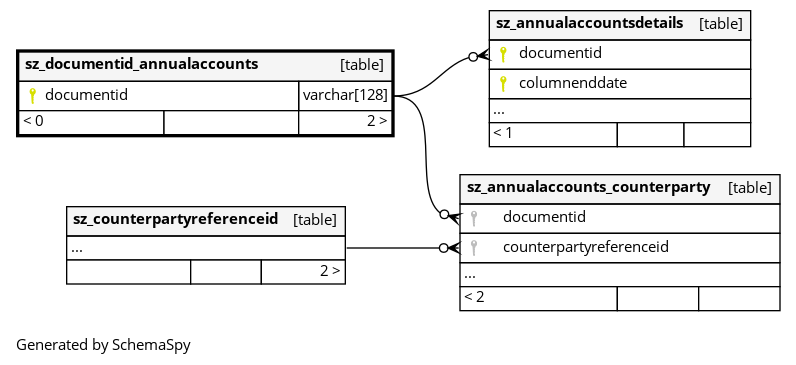 sz_documentid_annualaccounts [table]
documentid varchar[128]
< 0 2 >
sz_annualaccountsdetails [table]
documentid
columnenddate
...
< 1
sz_counterpartyreferenceid [table]
...
2 >
sz_annualaccounts_counterparty [table]
documentid
counterpartyreferenceid
...
< 2
Generated by SchemaSpy